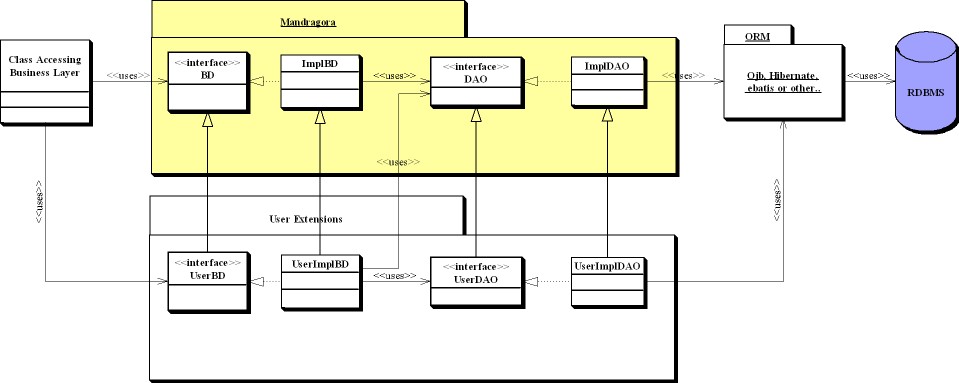 Mandragora
ORM
Class Accessing
Business Layer
<<uses>>
<<interface>>
BD
ImplBD
<<uses>>
<<interface>>
DAO
ImplDAO
<<uses>>
Ojb, Hibernate,
ebatis or other..
<<uses>>
RDBMS
<<uses>>
<<uses>>
<<uses>>
User Extensions
<<interface>>
UserBD
UserImplBD
<<uses>>
<<interface>>
UserDAO
UserImplDAO